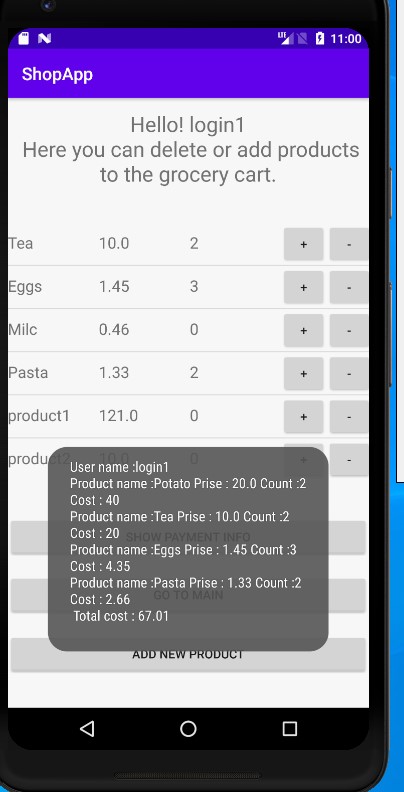 LTE 11:00
ShopApp
Hello! login1
Here you can delete or add products
to the grocery cart.
Tea 10.0 2 + -
Eggs 1.45 3 + -
Milc 0.46 0 + -
Pasta 1.33 2 + -
product1 121.0 0 + -
product2 10.0 0 + -
User name :login1
Product name :Potato Prise : 20.0 Count :2
Cost : 40
Product name :Tea Prise : 10.0 Count :2
Cost : 20
SHOW PAYMENT INFO
Product name :Eggs Prise : 1.45 Count :3
Cost : 4.35
Product name :Pasta Prise : 1.33 Count :2
Cost : 2.66
GO TO MAIN
Total cost : 67.01
ADD NEW PRODUCT